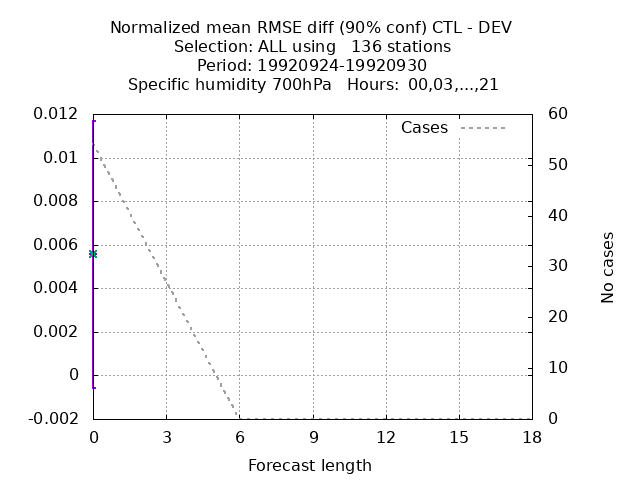 Normalized mean RMSE diff (90% conf) CTL - DEV
Selection: ALL using   136 stations
Period: 19920924-19920930
Specific humidity 700hPa   Hours:  00,03,...,21
0.012
0.01
0.008
0.006
0.004
0.002
0
-0.002
60
50
40
30
20
10
0
Cases
No cases
0 3 6 9 12 15 18
Forecast length